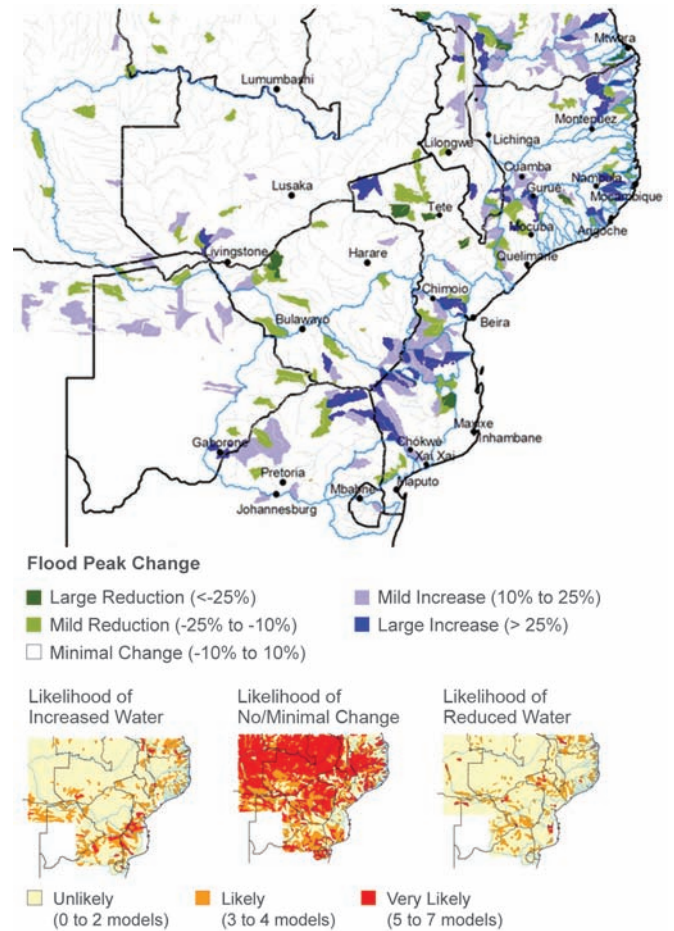 Mtwara
Lumumbashi
Montepuez
Lilongwe
Lichinga
Cuamba
Nampula
Lusaka
Gurue
Mocambique
Tete
Mocuba
Angoche
Livingstone
Harare
Quelimane
Chimoio
Bulawayo
Beira
Maxixe
Gaborone
Inhambane
Chókwè
Xai Xai
Pretoria
Mbabne
Maputo
Johannesburg
Flood Peak Change
Large Reduction (<-25%)
Mild Reduction (-25% to -10%)
Minimal Change (-10% to 10%)
Mild Increase (10% to 25%)
Large Increase (> 25%)
Likelihood of
Increased Water
Likelihood of
No/Minimal Change
Likelihood of
Reduced Water
Unlikely
(0 to 2 models)
Likely
(3 to 4 models)
Very Likely
(5 to 7 models)